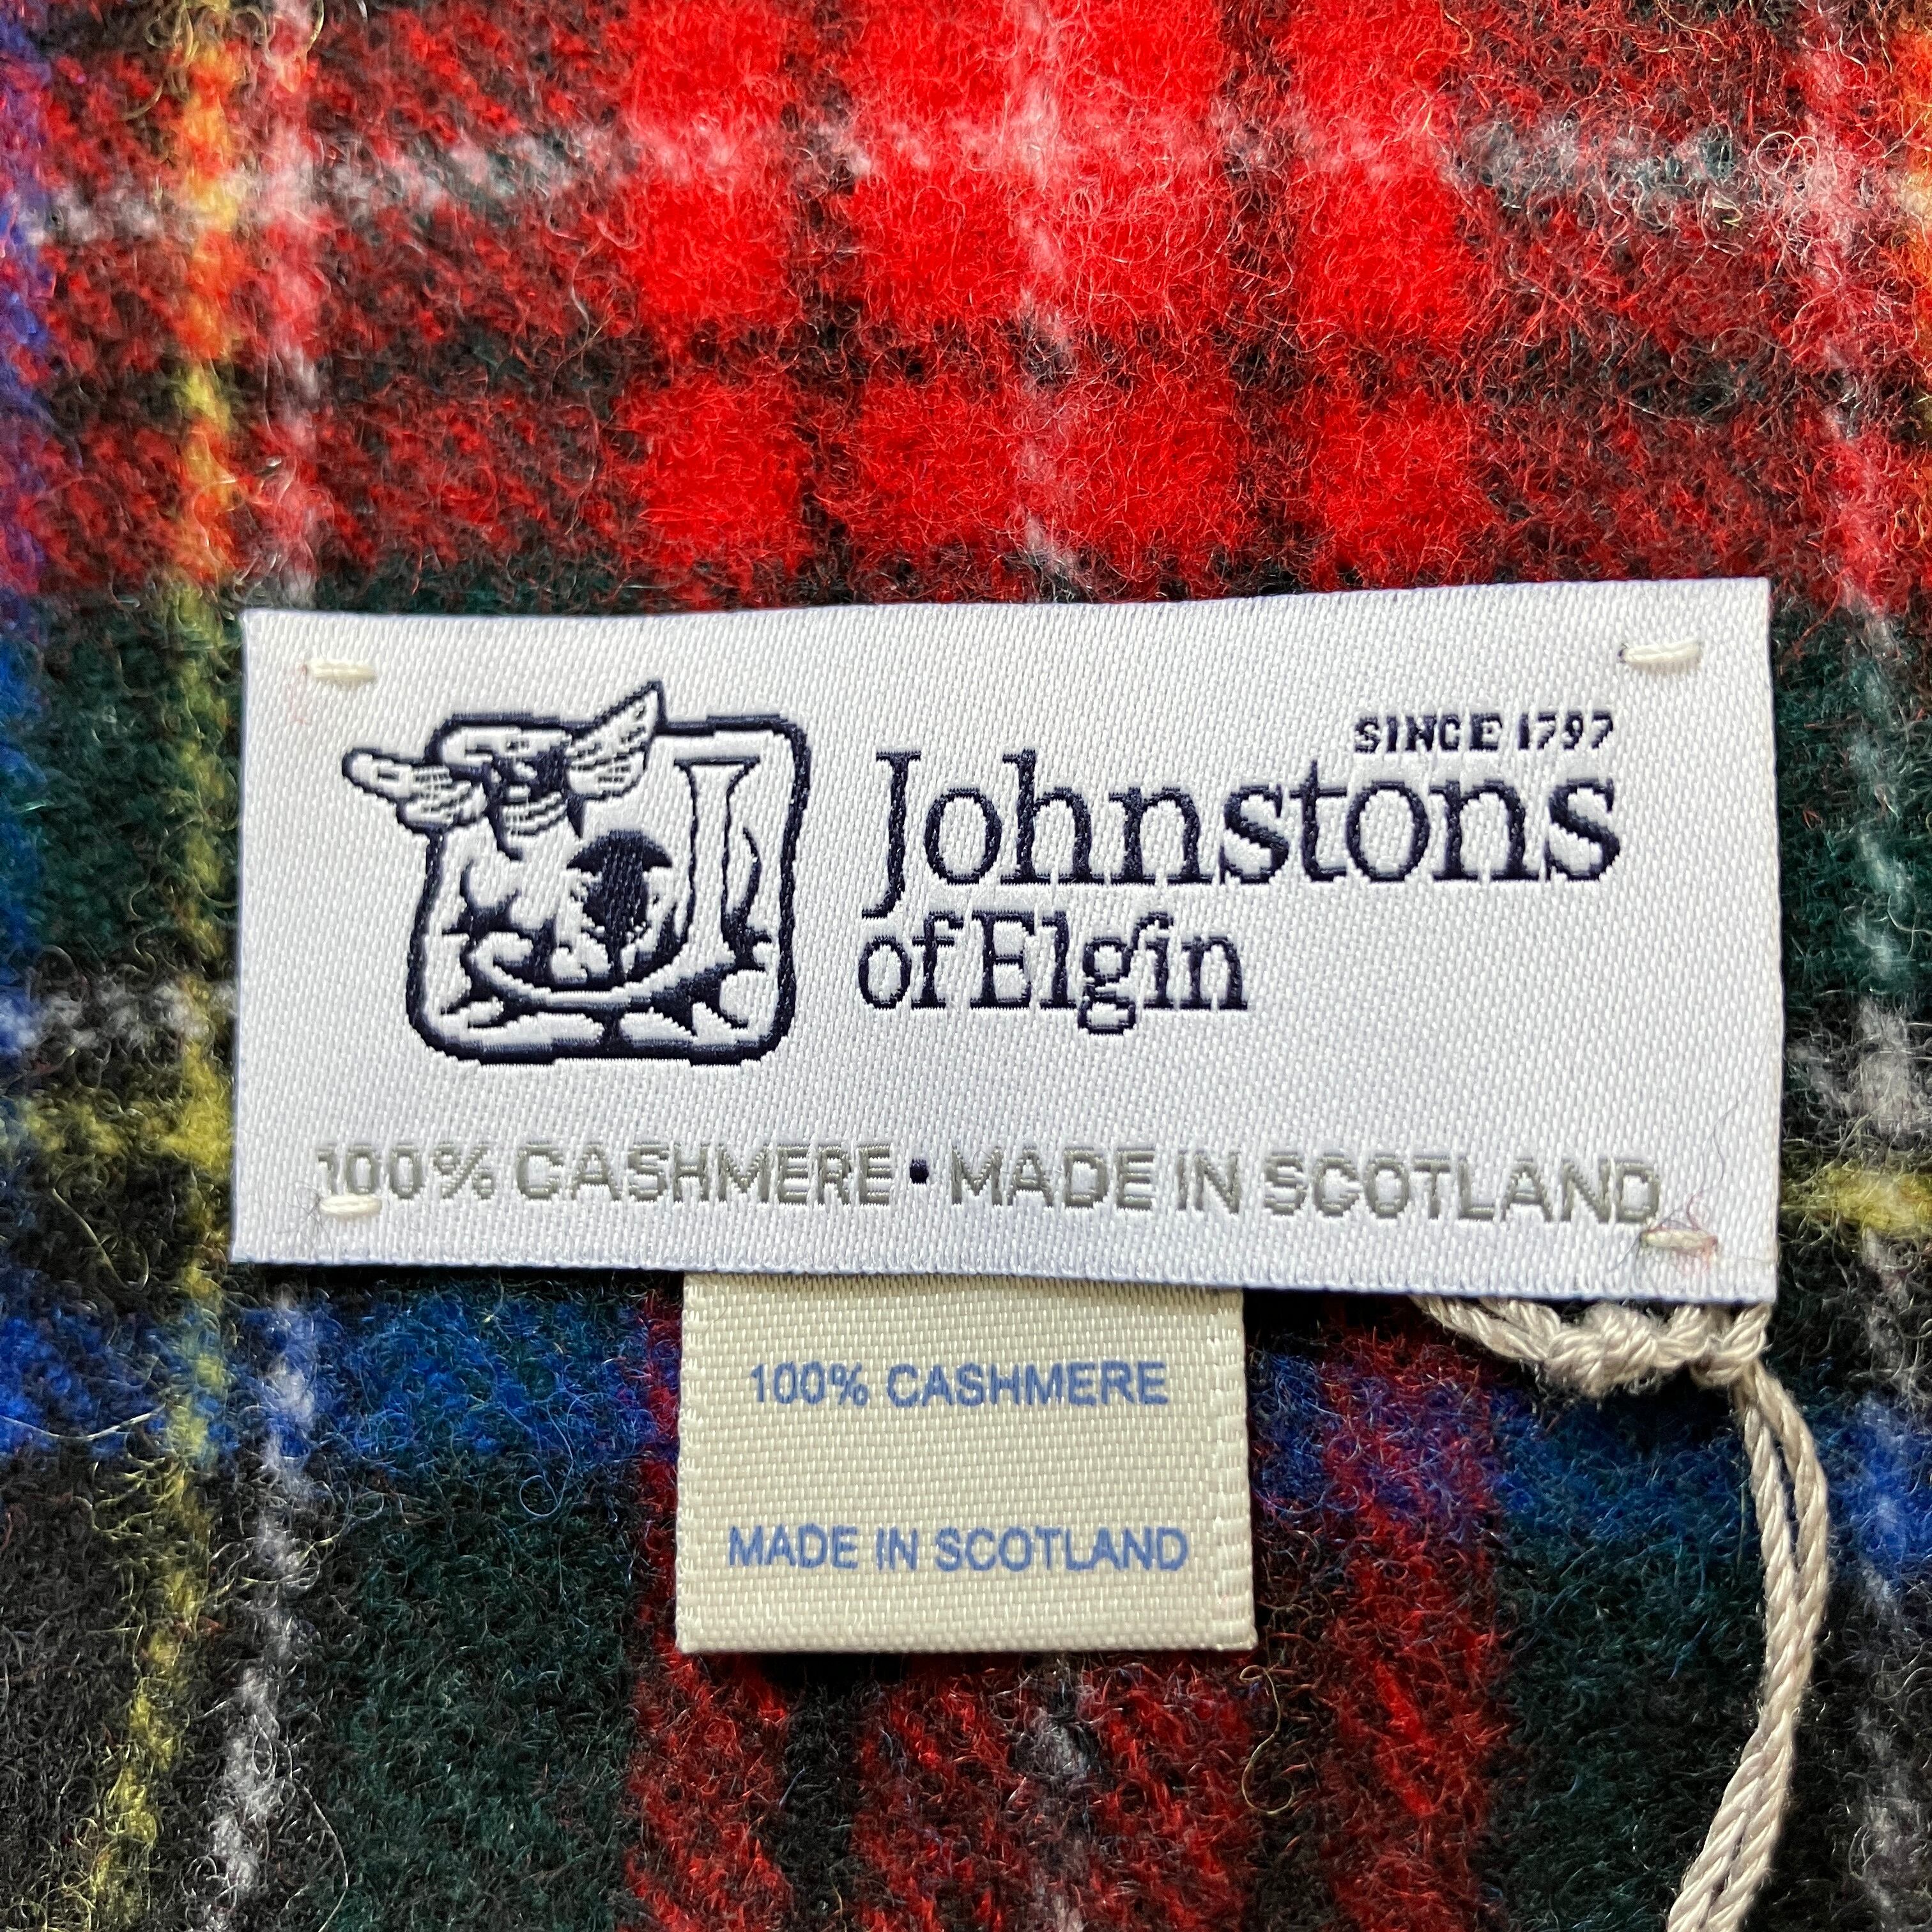 SINCE 1797
Johnstons
of Elgin
100% CASHMERE • MADE IN SCOTLAND
100% CASHMERE
MADE IN SCOTLAND